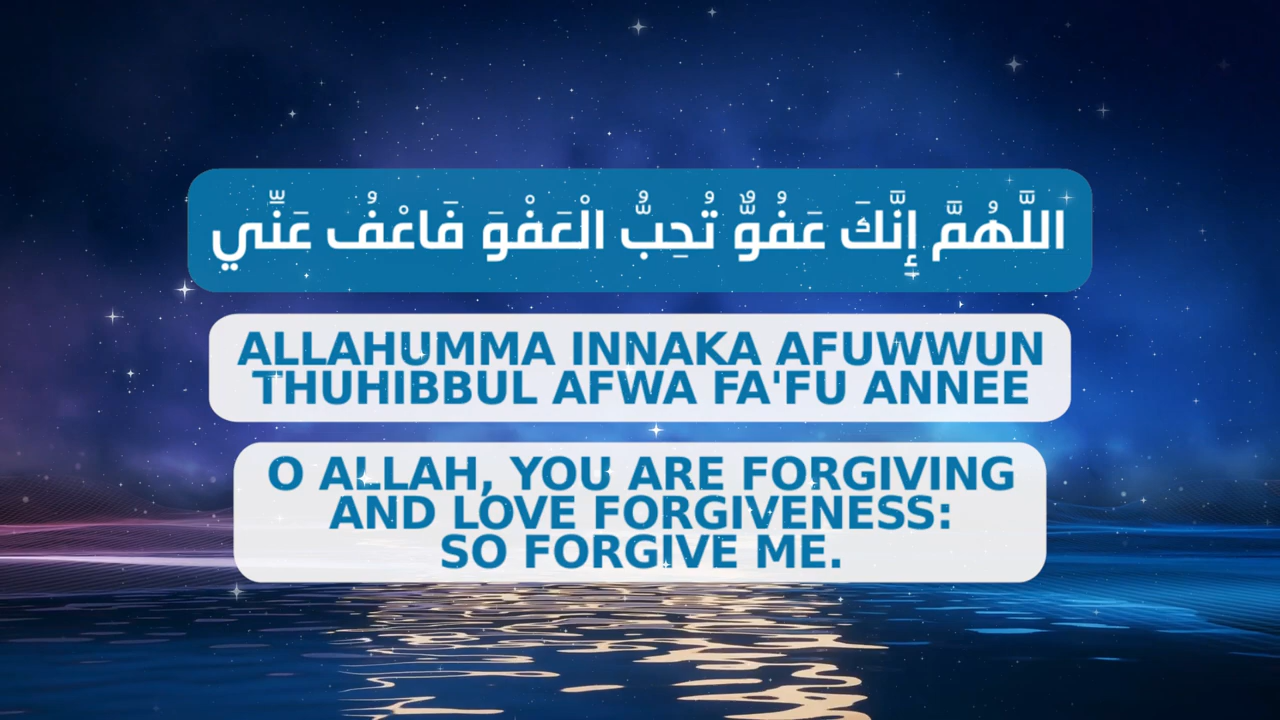 اللَّهُمَّ إِنَّكَ عَفُوٌّ تُحِبُّ الْعَفْوَ فَاعْفُ عَنِّي
ALLAHUMMA INNAKA AFUWWUN
THUHIBBUL AFWA FA'FU ANNEE
O ALLAH, YOU ARE FORGIVING
AND LOVE FORGIVENESS:
SO FORGIVE ME.